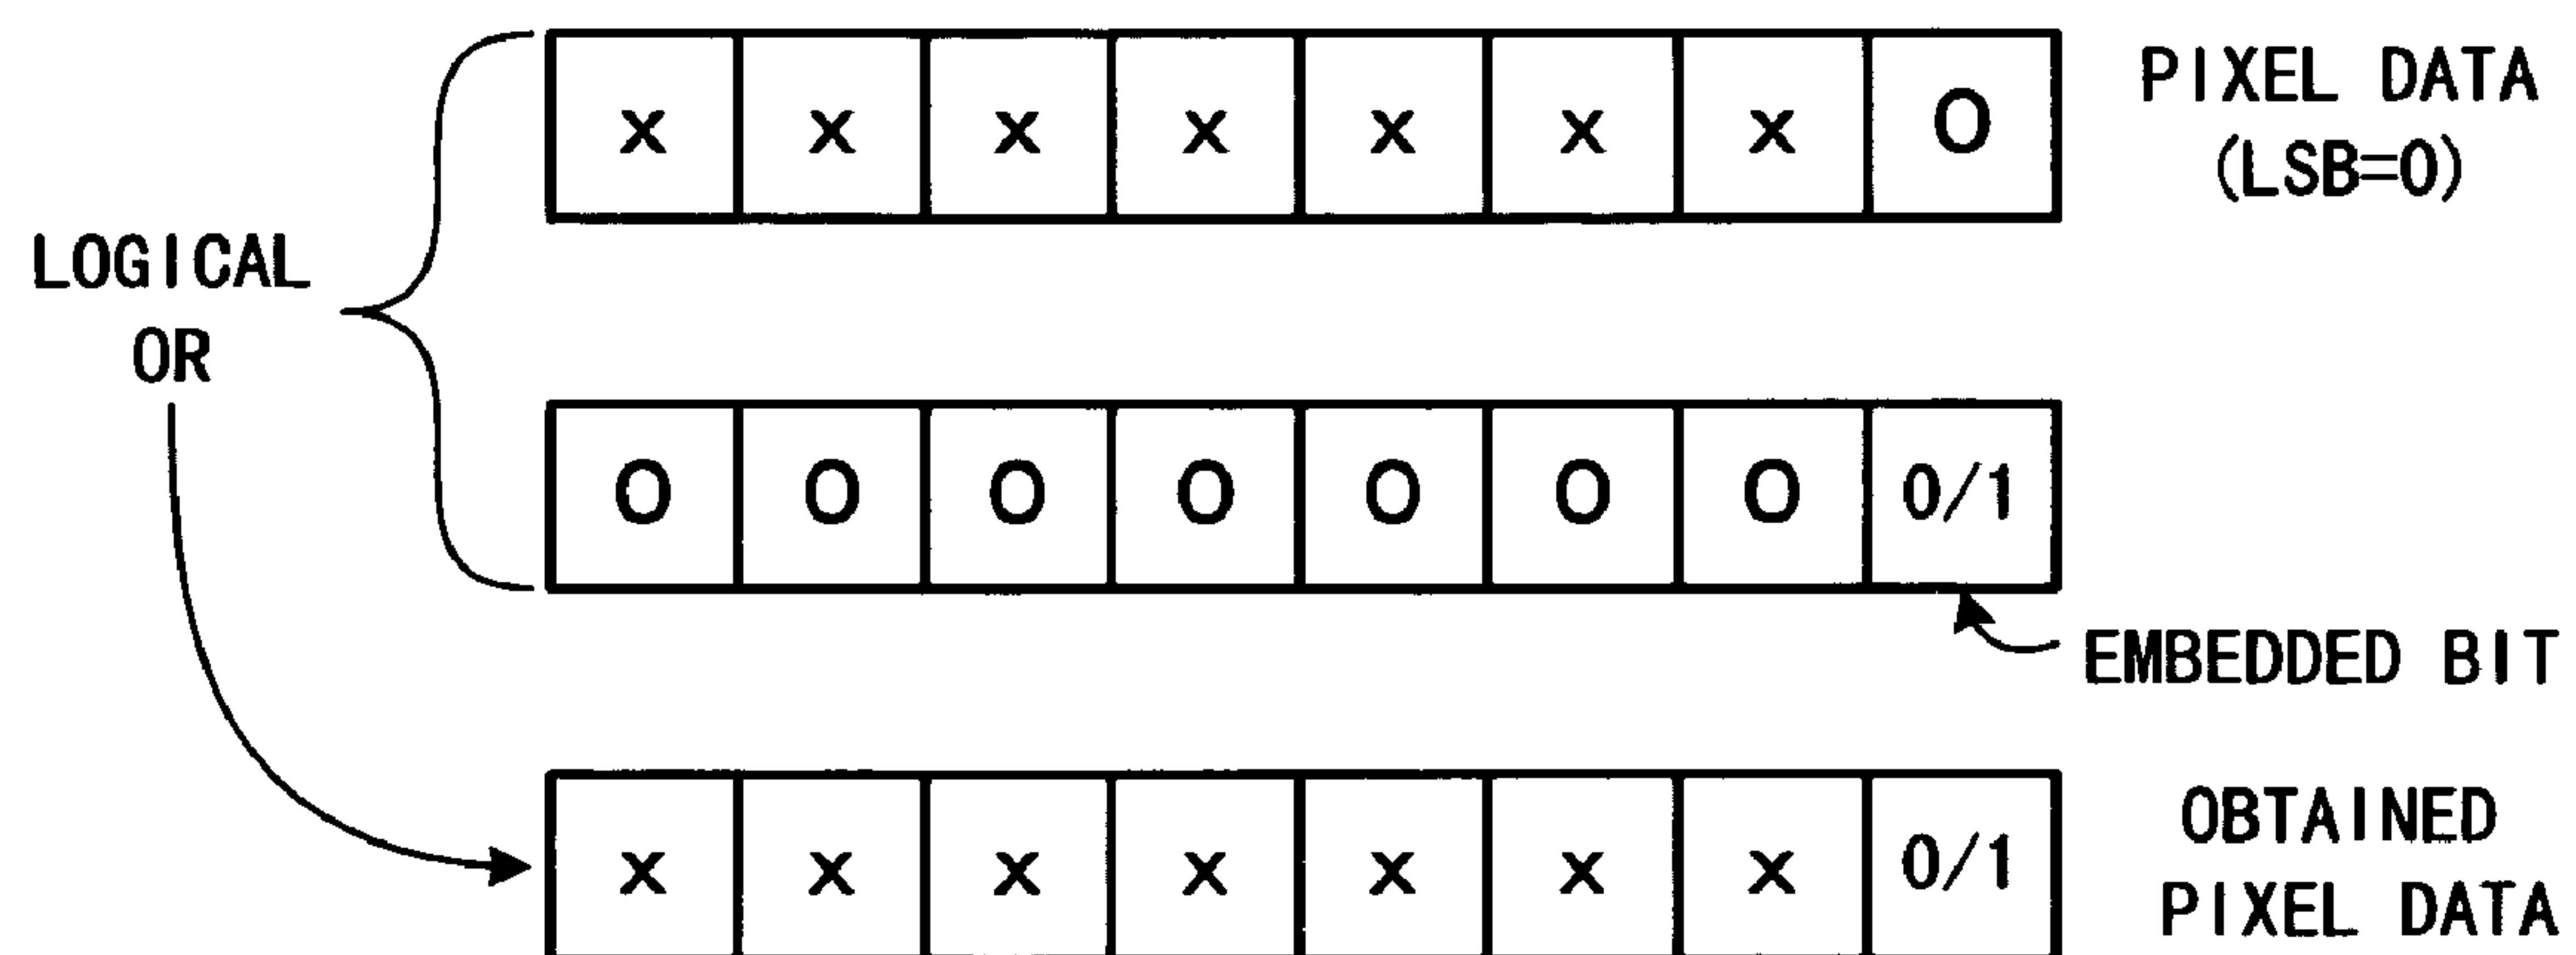 x x x x x x x 0
PIXEL DATA
(LSB=0)
LOGICAL
OR
0 0 0 0 0 0 0 0/1
EMBEDDED BIT
x x x x x x x 0/1
OBTAINED
PIXEL DATA